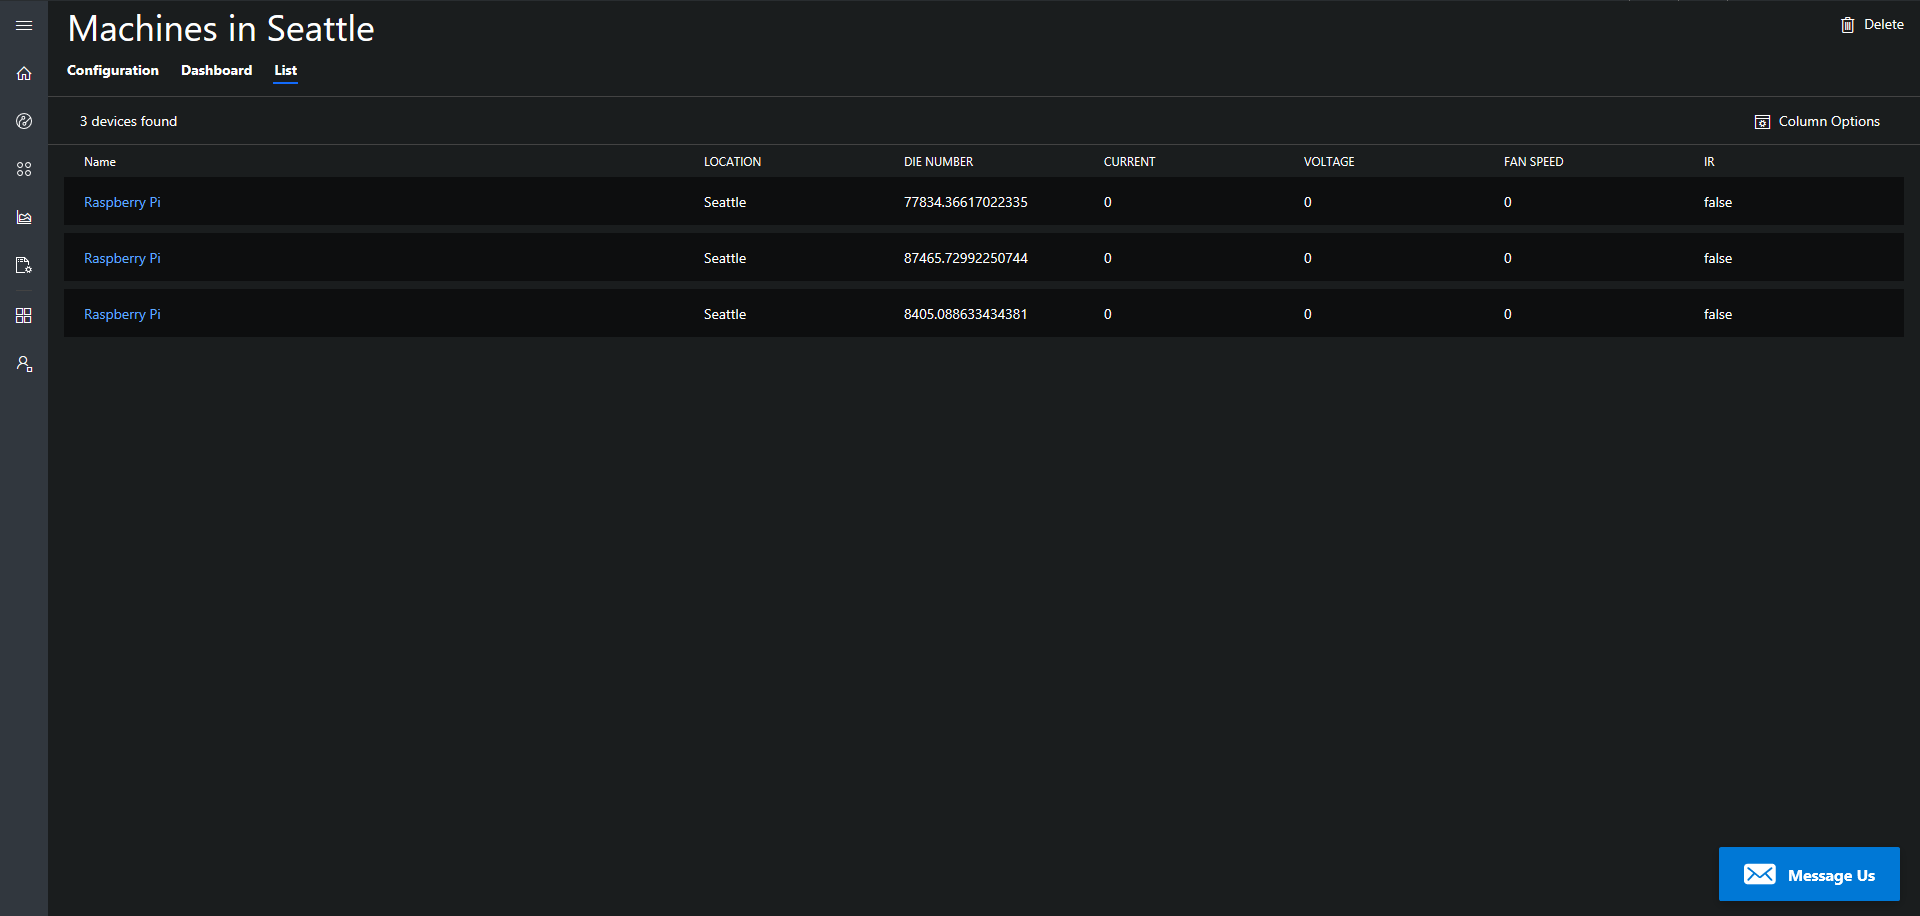 Machines in Seattle
Delete
Configuration Dashboard List
3 devices found
Column Options
Name LOCATION DIE NUMBER CURRENT VOLTAGE FAN SPEED IR
Raspberry Pi Seattle 77834.36617022335 0 0 0 false
Raspberry Pi Seattle 87465.72992250744 0 0 0 false
Raspberry Pi Seattle 8405.088633434381 0 0 0 false
Message Us